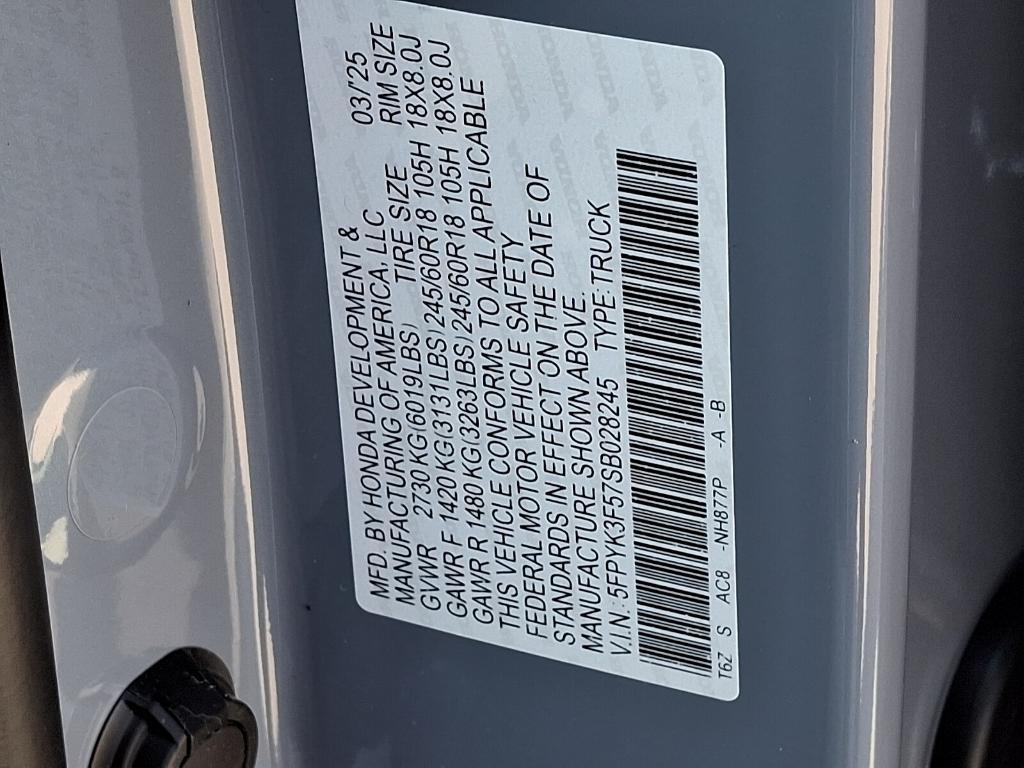 MFD. BY HONDA DEVELOPMENT &
MANUFACTURING OF AMERICA, LLC 03/'25
GVWR 2730 KG(6019LBS) TIRE SIZE RIM SIZE
GAWR F 1420 KG(3131LBS) 245/60R18 105H 18X8.0J
GAWR R 1480 KG(3263LBS) 245/60R18 105H 18X8.0J
THIS VEHICLE CONFORMS TO ALL APPLICABLE
FEDERAL MOTOR VEHICLE SAFETY
STANDARDS IN EFFECT ON THE DATE OF
MANUFACTURE SHOWN ABOVE.
V.I.N.: 5FPYK3F57SB028245 TYPE:TRUCK
T6Z S AC8 -NH877P -A -B